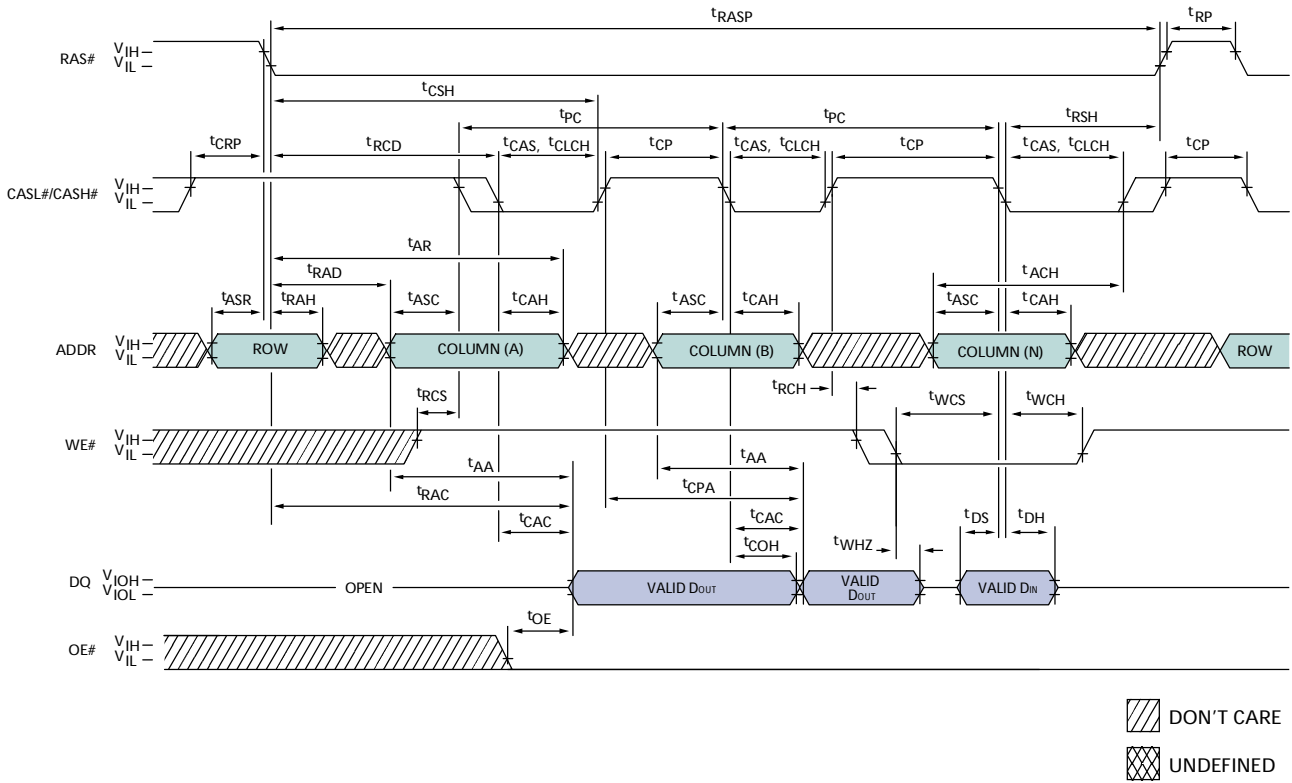 tRASP
tRP
RAS#
VIH
VIL
tCSH
tPC
tPC
tRSH
tCRP
tRCD
tCAS, tCLCH
tCP
tCAS, tCLCH
tCP
tCAS, tCLCH
tCP
CASL#/CASH#
VIH
VIL
tAR
tRAD
tACH
tASR
tRAH
tASC
tCAH
tASC
tCAH
tASC
tCAH
ADDR
VIH
VIL
ROW
COLUMN (A)
COLUMN (B)
COLUMN (N)
ROW
tRCS
tRCH
tWCS
tWCH
WE#
VIH
VIL
tAA
tAA
tRAC
tCPA
tCAC
tCAC
tDS
tDH
tCOH
tWHZ
DQ
VIOH
VIOL
OPEN
VALID DOUT
VALID DOUT
VALID DIN
tOE
OE#
VIH
VIL
DON'T CARE
UNDEFINED